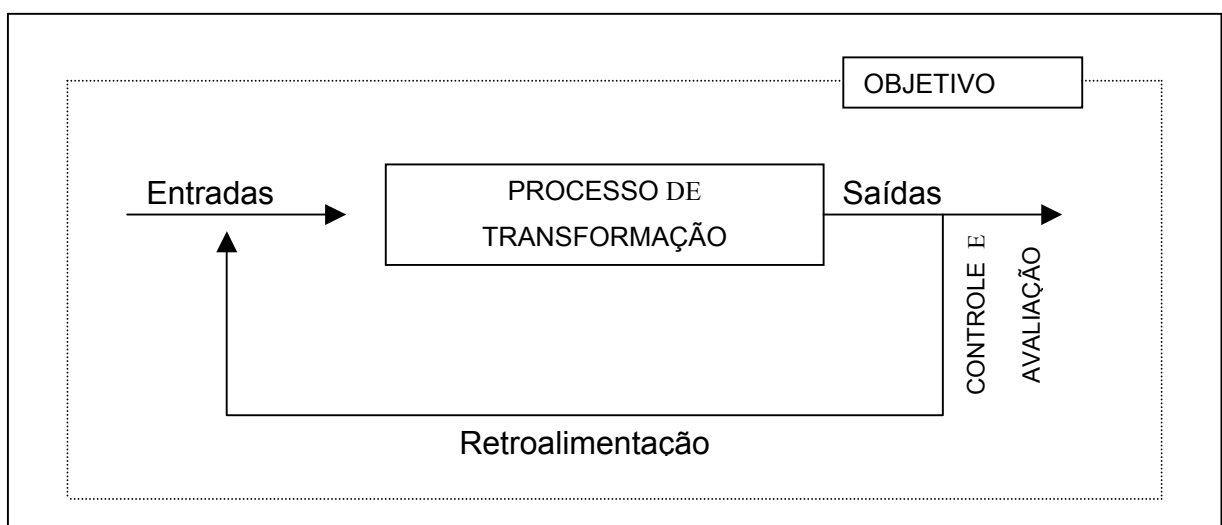 OBJETIVO
Entradas
PROCESSO DE
TRANSFORMAÇÃO
Saídas
CONTROLE E
AVALIAÇÃO
Retroalimentação